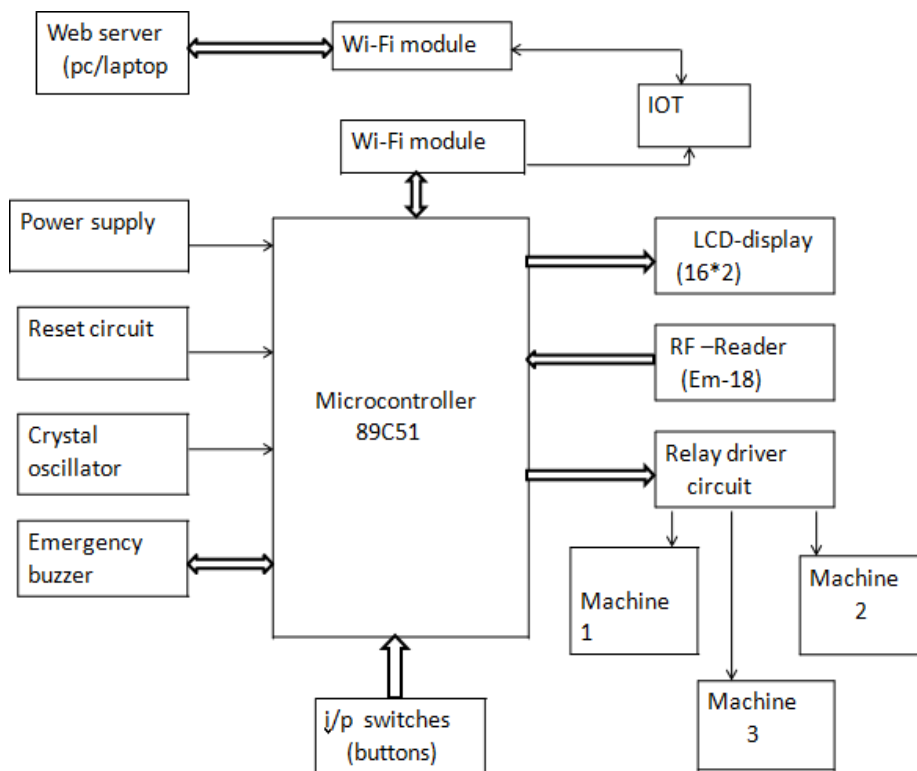 Web server
(pc/laptop
Wi-Fi module
IOT
Wi-Fi module
Power supply
LCD-display
(16*2)
Reset circuit
RF –Reader
(Em-18)
Microcontroller
89C51
Crystal
oscillator
Relay driver
circuit
Emergency
buzzer
Machine
1
Machine
2
i/p switches
(buttons)
Machine
3